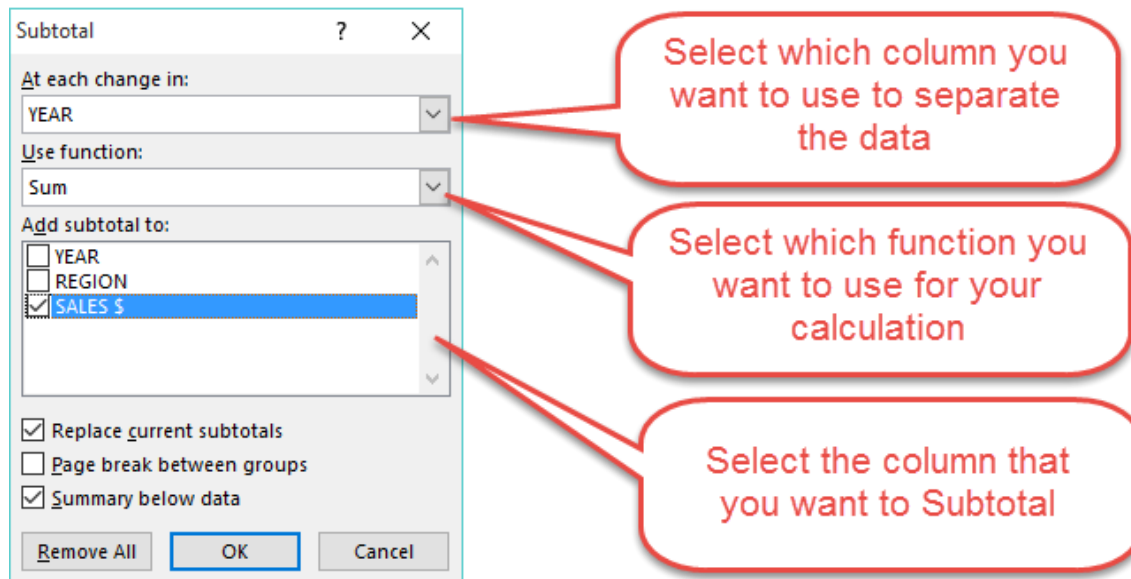 Subtotal ? X
At each change in:
YEAR
Use function:
Sum
Add subtotal to:
YEAR
REGION
SALES $
Replace current subtotals
Page break between groups
Summary below data
Remove All OK Cancel
Select which column you
want to use to separate
the data
Select which function you
want to use for your
calculation
Select the column that
you want to Subtotal